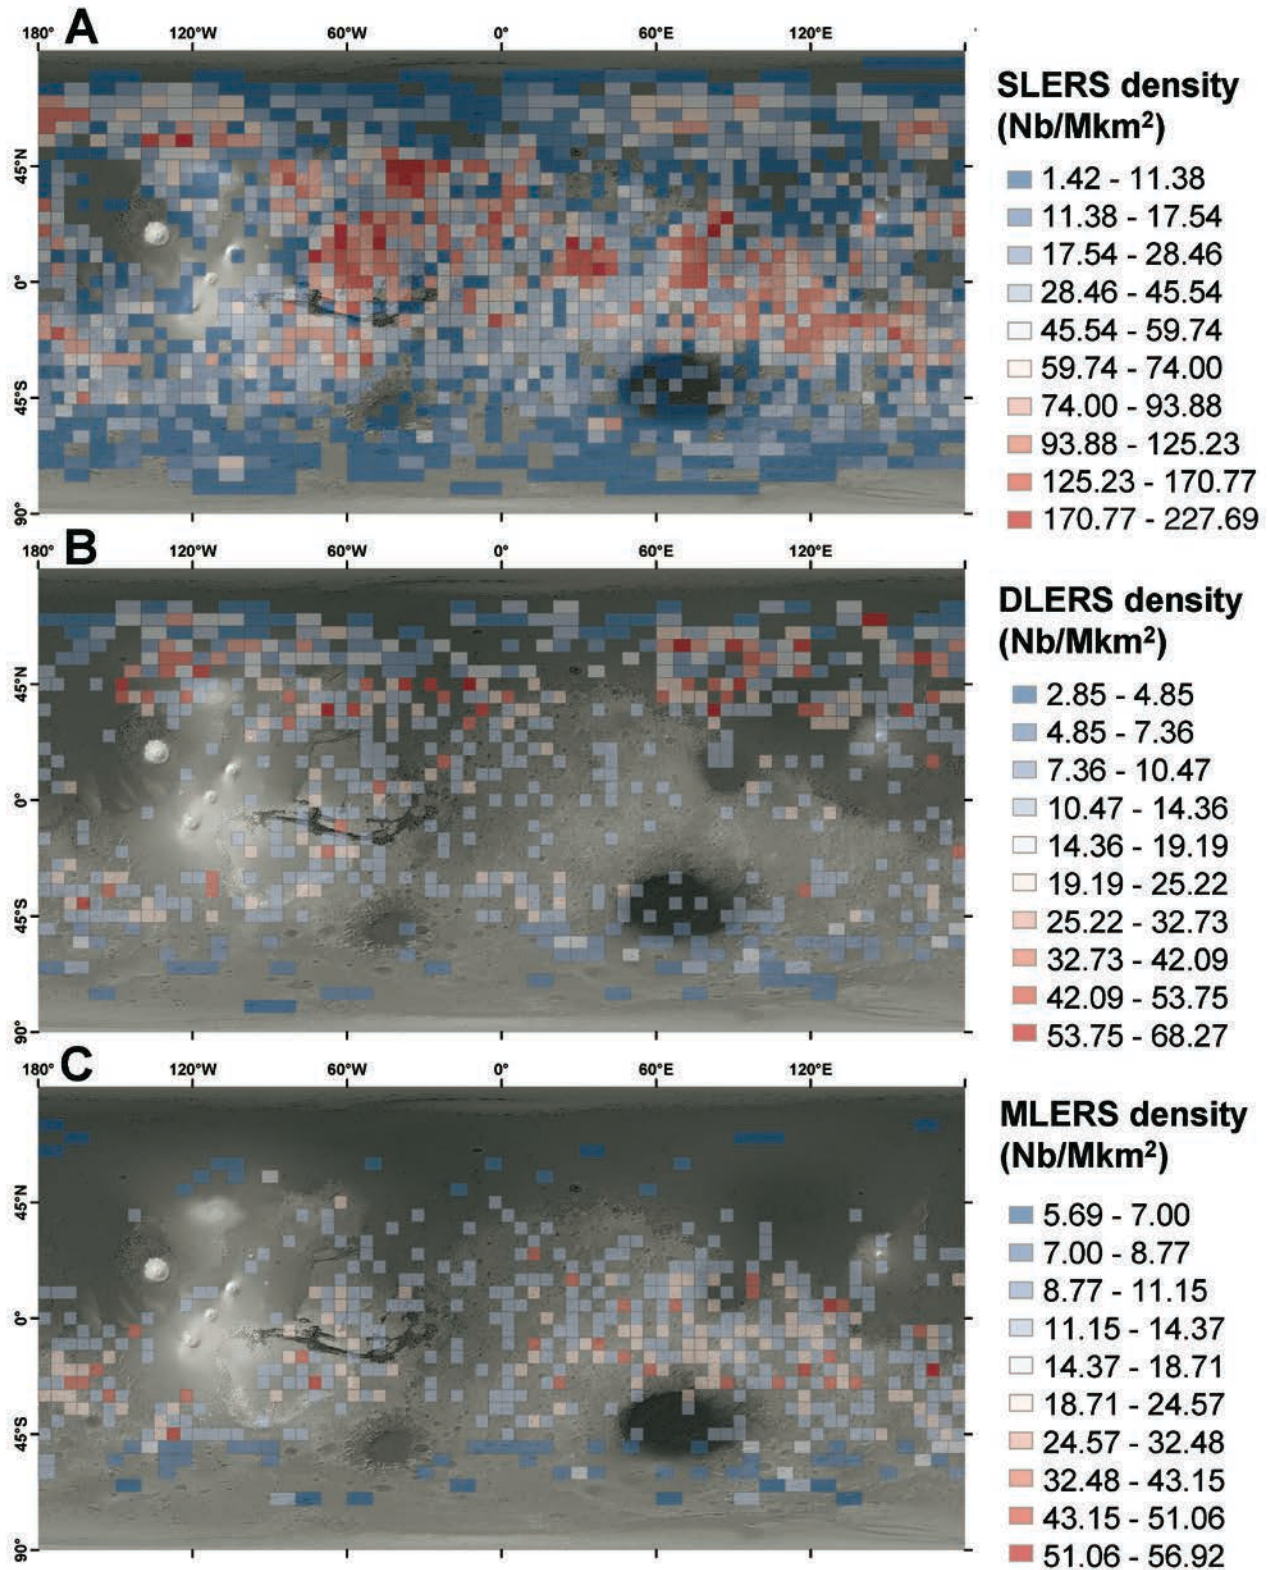 A
180° 120°W 60°W 0° 60°E 120°E
45°N
0°
45°S
90°
SLERS density
(Nb/Mkm²)
1.42 - 11.38
11.38 - 17.54
17.54 - 28.46
28.46 - 45.54
45.54 - 59.74
59.74 - 74.00
74.00 - 93.88
93.88 - 125.23
125.23 - 170.77
170.77 - 227.69
B
180° 120°W 60°W 0° 60°E 120°E
45°N
0°
45°S
90°
DLERS density
(Nb/Mkm²)
2.85 - 4.85
4.85 - 7.36
7.36 - 10.47
10.47 - 14.36
14.36 - 19.19
19.19 - 25.22
25.22 - 32.73
32.73 - 42.09
42.09 - 53.75
53.75 - 68.27
C
180° 120°W 60°W 0° 60°E 120°E
45°N
0°
45°S
90°
MLERS density
(Nb/Mkm²)
5.69 - 7.00
7.00 - 8.77
8.77 - 11.15
11.15 - 14.37
14.37 - 18.71
18.71 - 24.57
24.57 - 32.48
32.48 - 43.15
43.15 - 51.06
51.06 - 56.92